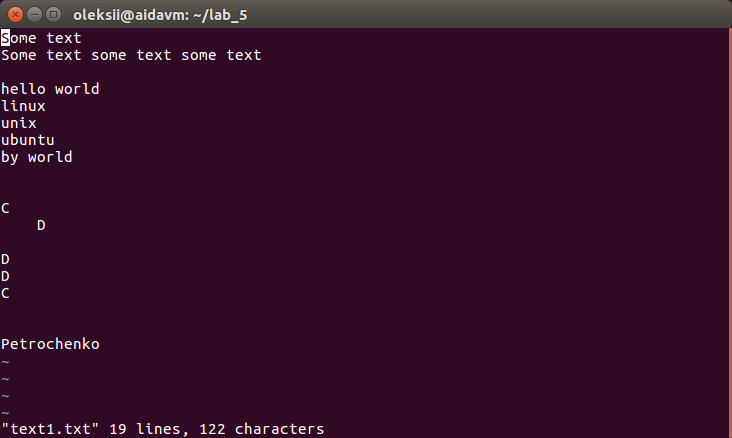 oleksii@aidavm: ~/lab_5
Some text
Some text some text some text

hello world
linux
unix
ubuntu
by world


C
    D

D
D
C


Petrochenko
~
~
~
~
"text1.txt" 19 lines, 122 characters